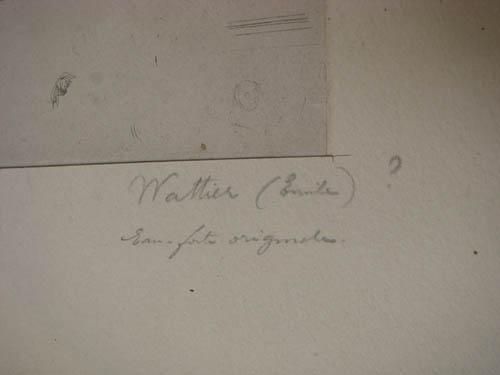 Wattier (Emile) ?
Eau-forte originale.